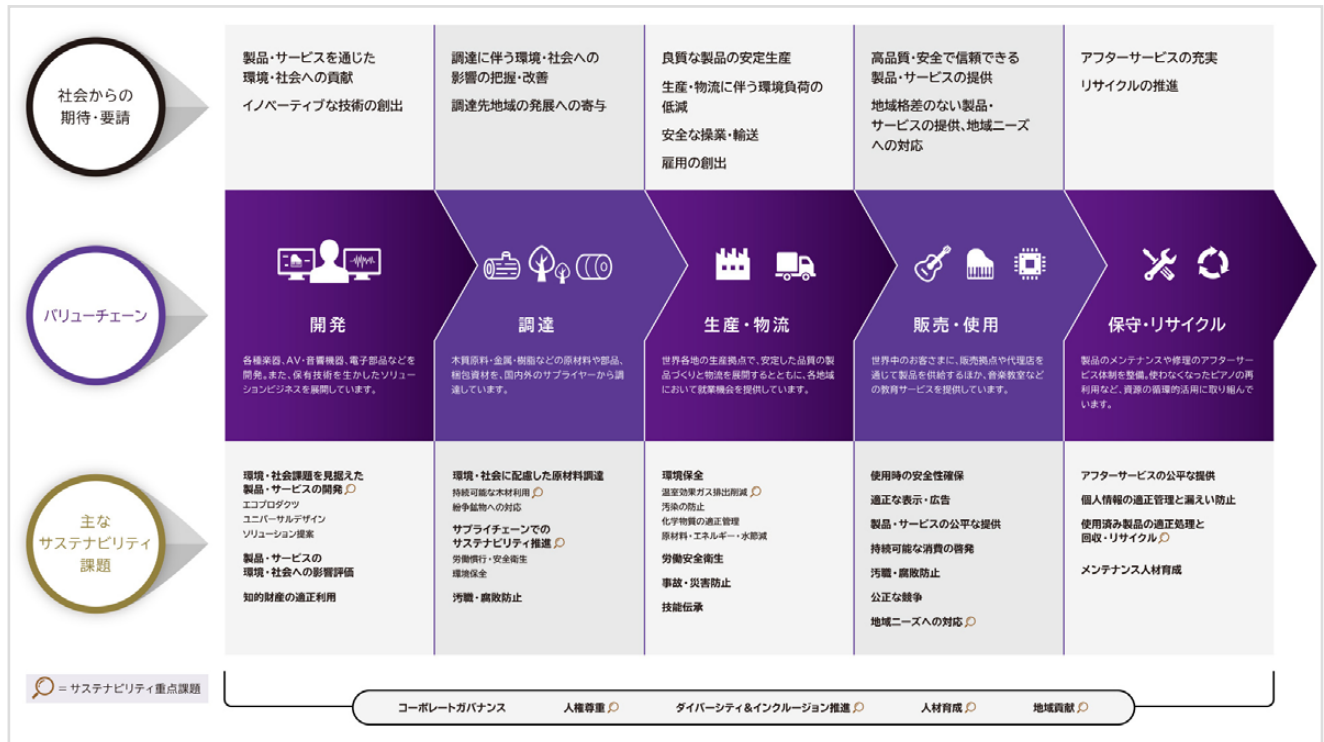 社会からの
期待・要請
製品・サービスを通じた
環境・社会への貢献
イノベーティブな技術の創出
調達に伴う環境・社会への
影響の把握・改善
調達先地域の発展への寄与
良質な製品の安定生産
生産・物流に伴う環境負荷の
低減
安全な操業・輸送
雇用の創出
高品質・安全で信頼できる
製品・サービスの提供
地域格差のない製品・
サービスの提供、地域ニーズ
への対応
アフターサービスの充実
リサイクルの推進
バリューチェーン
開発
各種楽器、AV・音響機器、電子部品などを
開発。また、保有技術を生かしたソリュー
ションビジネスを展開しています。
調達
木質原料・金属・樹脂などの原材料や部品、
梱包資材を、国内外のサプライヤーから調
達しています。
生産・物流
世界各地の生産拠点で、安定した品質の製
品づくりと物流を展開するとともに、各地域
において就業機会を提供しています。
販売・使用
世界中のお客さまに、販売拠点や代理店を
通じて製品を供給するほか、音楽教室など
の教育サービスを提供しています。
保守・リサイクル
製品のメンテナンスや修理のアフターサー
ビス体制を整備。使わなくなったピアノの再
利用など、資源の循環的活用に取り組んで
います。
主な
サステナビリティ
課題
環境・社会課題を見据えた
製品・サービスの開発
エコプロダクツ
ユニバーサルデザイン
ソリューション提案
製品・サービスの
環境・社会への影響評価
知的財産の適正利用
環境・社会に配慮した原材料調達
持続可能な木材利用
紛争鉱物への対応
サプライチェーンでの
サステナビリティ推進
労働慣行・安全衛生
環境保全
汚職・腐敗防止
環境保全
温室効果ガス排出削減
汚染の防止
化学物質の適正管理
原材料・エネルギー・水節減
労働安全衛生
事故・災害防止
技能伝承
使用時の安全性確保
適正な表示・広告
製品・サービスの公平な提供
持続可能な消費の啓発
汚職・腐敗防止
公正な競争
地域ニーズへの対応
アフターサービスの公平な提供
個人情報の適正管理と漏えい防止
使用済み製品の適正処理と
回収・リサイクル
メンテナンス人材育成
=サステナビリティ重点課題
コーポレートガバナンス
人権尊重
ダイバーシティ&インクルージョン推進
人材育成
地域貢献